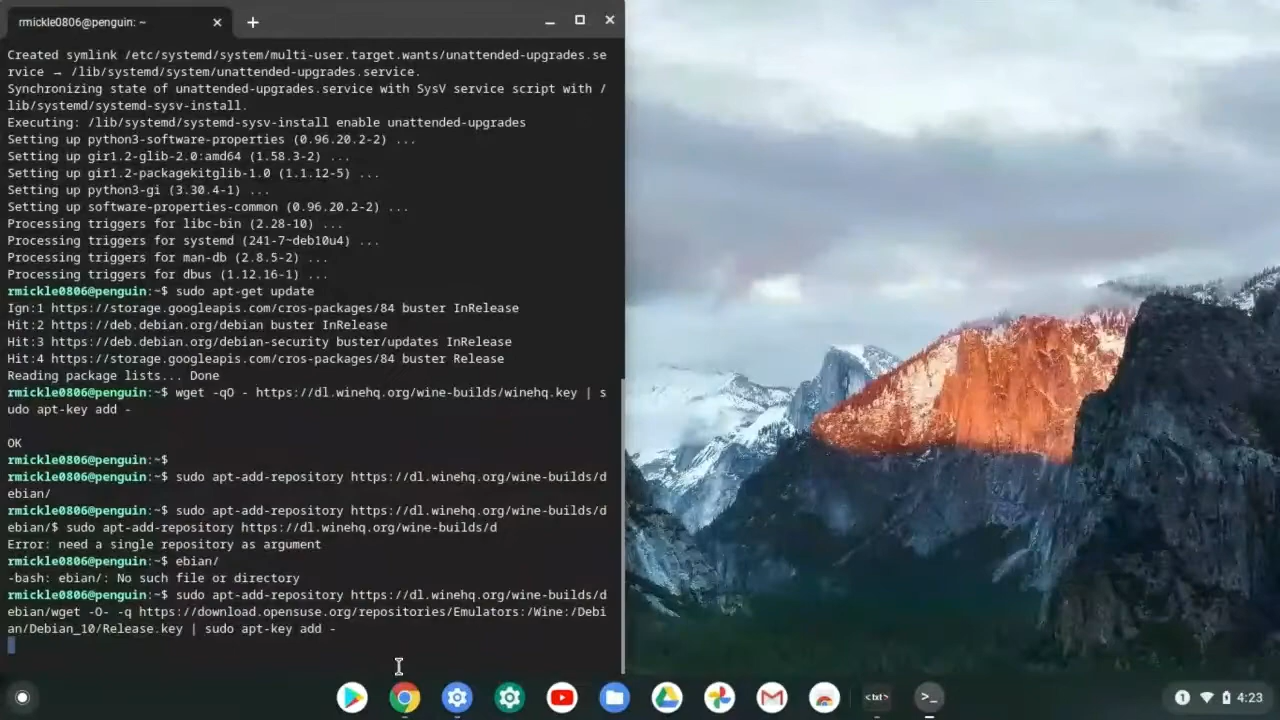 rmickle0806@penguin: ~
Created symlink /etc/systemd/system/multi-user.target.wants/unattended-upgrades.se
rvice → /lib/systemd/system/unattended-upgrades.service.
Synchronizing state of unattended-upgrades.service with SysV service script with /
lib/systemd/systemd-sysv-install.
Executing: /lib/systemd/systemd-sysv-install enable unattended-upgrades
Setting up python3-software-properties (0.96.20.2-2) ...
Setting up gir1.2-glib-2.0:amd64 (1.58.3-2) ...
Setting up gir1.2-packagekitglib-1.0 (1.1.12-5) ...
Setting up python3-gi (3.30.4-1) ...
Setting up software-properties-common (0.96.20.2-2) ...
Processing triggers for libc-bin (2.28-10) ...
Processing triggers for systemd (241-7~deb10u4) ...
Processing triggers for man-db (2.8.5-2) ...
Processing triggers for dbus (1.12.16-1) ...
rmickle0806@penguin:~$ sudo apt-get update
Ign:1 https://storage.googleapis.com/cros-packages/84 buster InRelease
Hit:2 https://deb.debian.org/debian buster InRelease
Hit:3 https://deb.debian.org/debian-security buster/updates InRelease
Hit:4 https://storage.googleapis.com/cros-packages/84 buster Release
Reading package lists... Done
rmickle0806@penguin:~$ wget -qO - https://dl.winehq.org/wine-builds/winehq.key | s
udo apt-key add -
OK
rmickle0806@penguin:~$
rmickle0806@penguin:~$ sudo apt-add-repository https://dl.winehq.org/wine-builds/d
ebian/
rmickle0806@penguin:~$ sudo apt-add-repository https://dl.winehq.org/wine-builds/d
ebian/$ sudo apt-add-repository https://dl.winehq.org/wine-builds/d
Error: need a single repository as argument
rmickle0806@penguin:~$ ebian/
-bash: ebian/: No such file or directory
rmickle0806@penguin:~$ sudo apt-add-repository https://dl.winehq.org/wine-builds/d
ebian/wget -O- -q https://download.opensuse.org/repositories/Emulators:/Wine:/Debi
an/Debian_10/Release.key | sudo apt-key add -
<txt>
>_
1
4:23